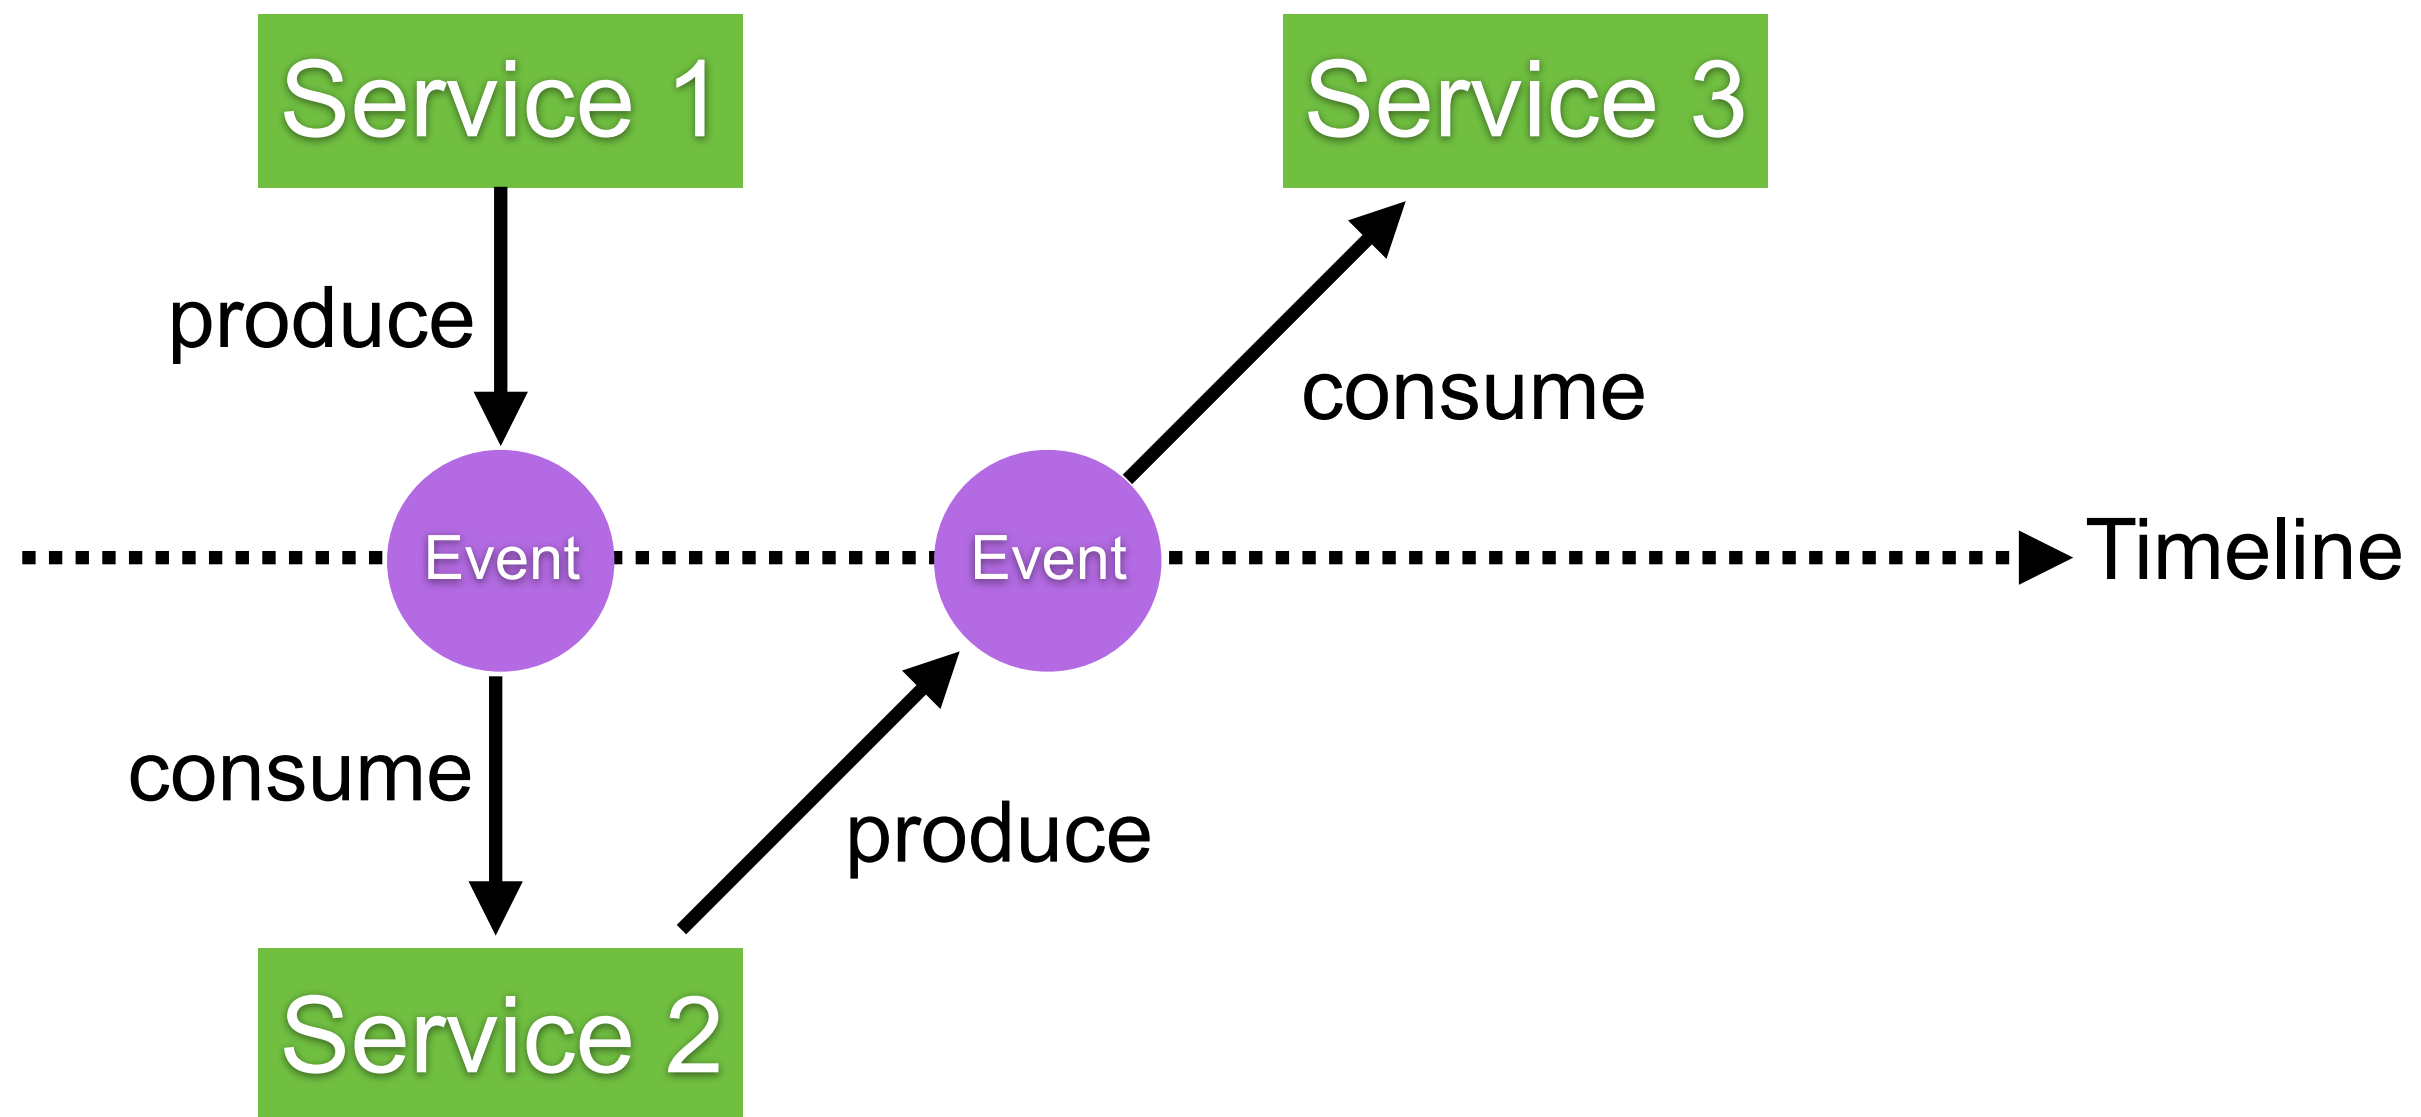 Service 1
Service 3
produce
consume
Event
Event
Timeline
consume
produce
Service 2